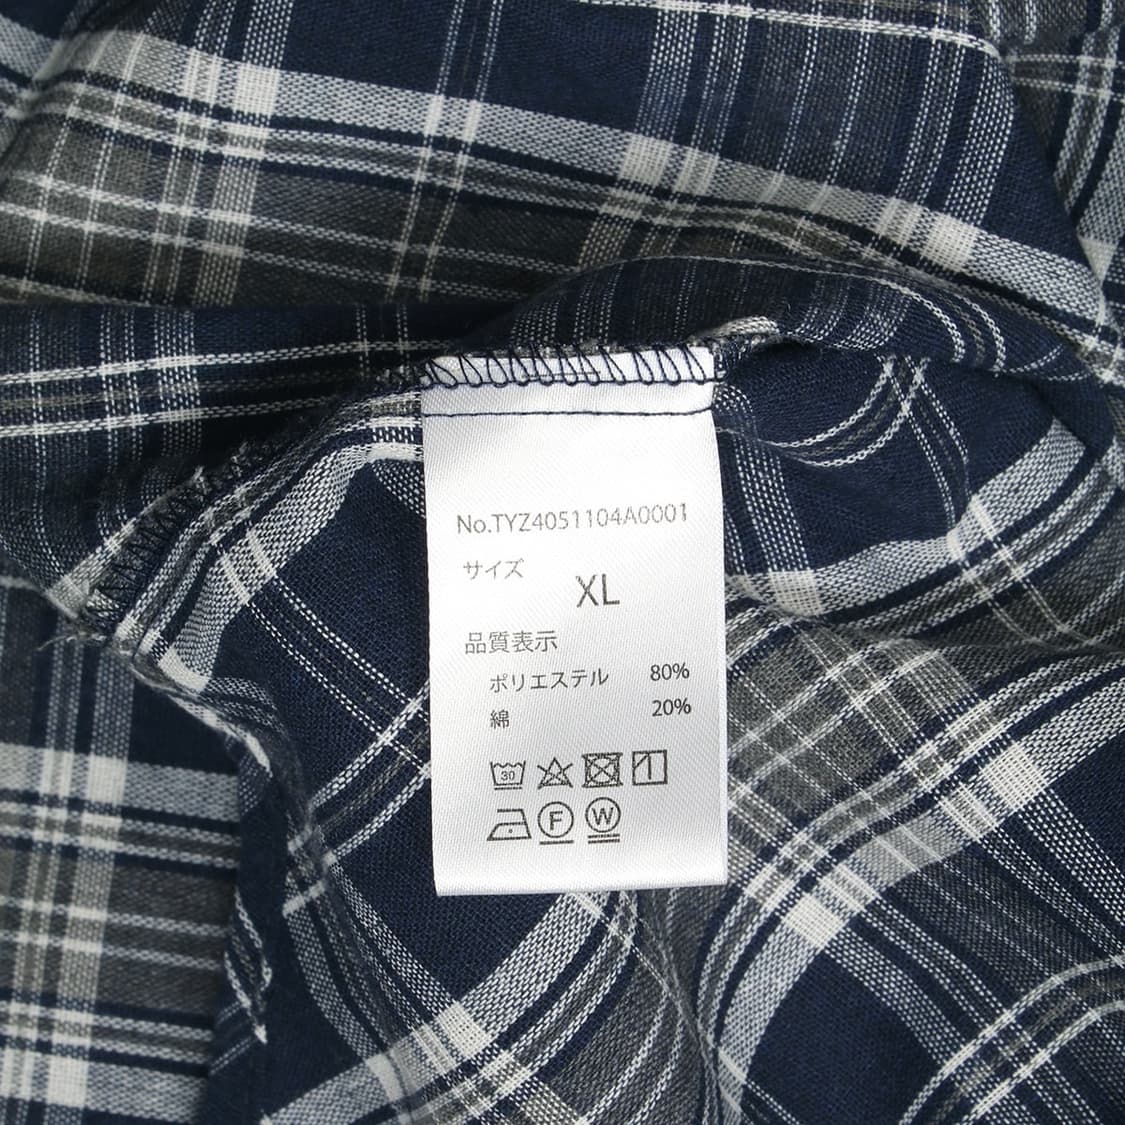 No.TYZ4051104A0001
サイズ
XL
品質表示
ポリエステル 80%
綿 20%
30
F W